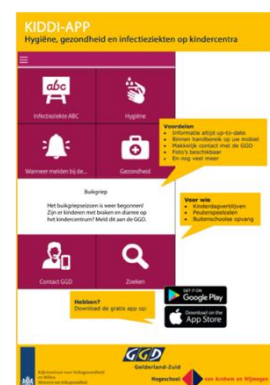 KIDDI-APP
Hygiëne, gezondheid en infectieziekten op kindercentra
abc
Infectieziekte ABC
Hygiëne
Voordelen
• Informatie altijd up-to-date
• Binnen handbereik op uw mobiel
• Makkelijk contact met de GGD
• Foto's beschikbaar
• En nog veel meer
Wanneer melden bij de...
Gezondheid
Buikgriep
Het buikgriepseizoen is weer begonnen!
Zijn er kinderen met braken en diarree op
het kindercentrum? Meld dit aan de GGD.
Voor wie
• Kinderdagverblijven
• Peuterspeelzalen
• Buitenschoolse opvang
Contact GGD
Zoeken
Hebben?
Download de gratis app op:
GET IT ON
Google Play
Download on the
App Store
GGD
Gelderland-Zuid
Rijksinstituut voor Volksgezondheid
en Milieu
Ministerie van Volksgezondheid,
Hogeschool van Arnhem en Nijmegen